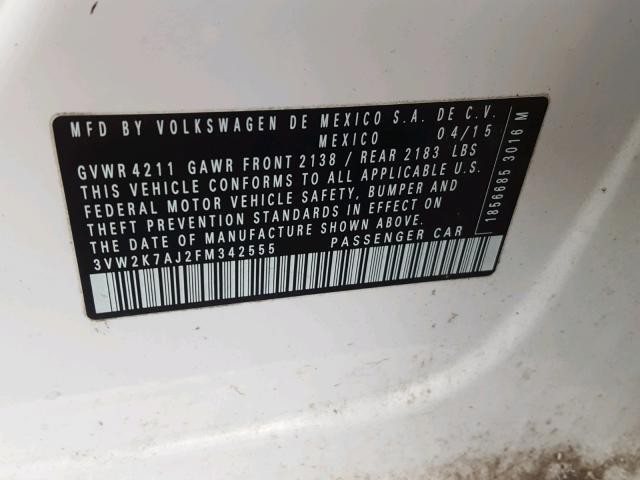 MFD BY VOLKSWAGEN DE MEXICO S.A. DE C.V.
MEXICO 04/15
GVWR 4211 GAWR FRONT 2138 / REAR 2183 LBS
THIS VEHICLE CONFORMS TO ALL APPLICABLE U.S.
FEDERAL MOTOR VEHICLE SAFETY, BUMPER AND
THEFT PREVENTION STANDARDS IN EFFECT ON
THE DATE OF MANUFACTURE SHOWN ABOVE.
3VW2K7AJ2FM342555 PASSENGER CAR
1856685 3016 M